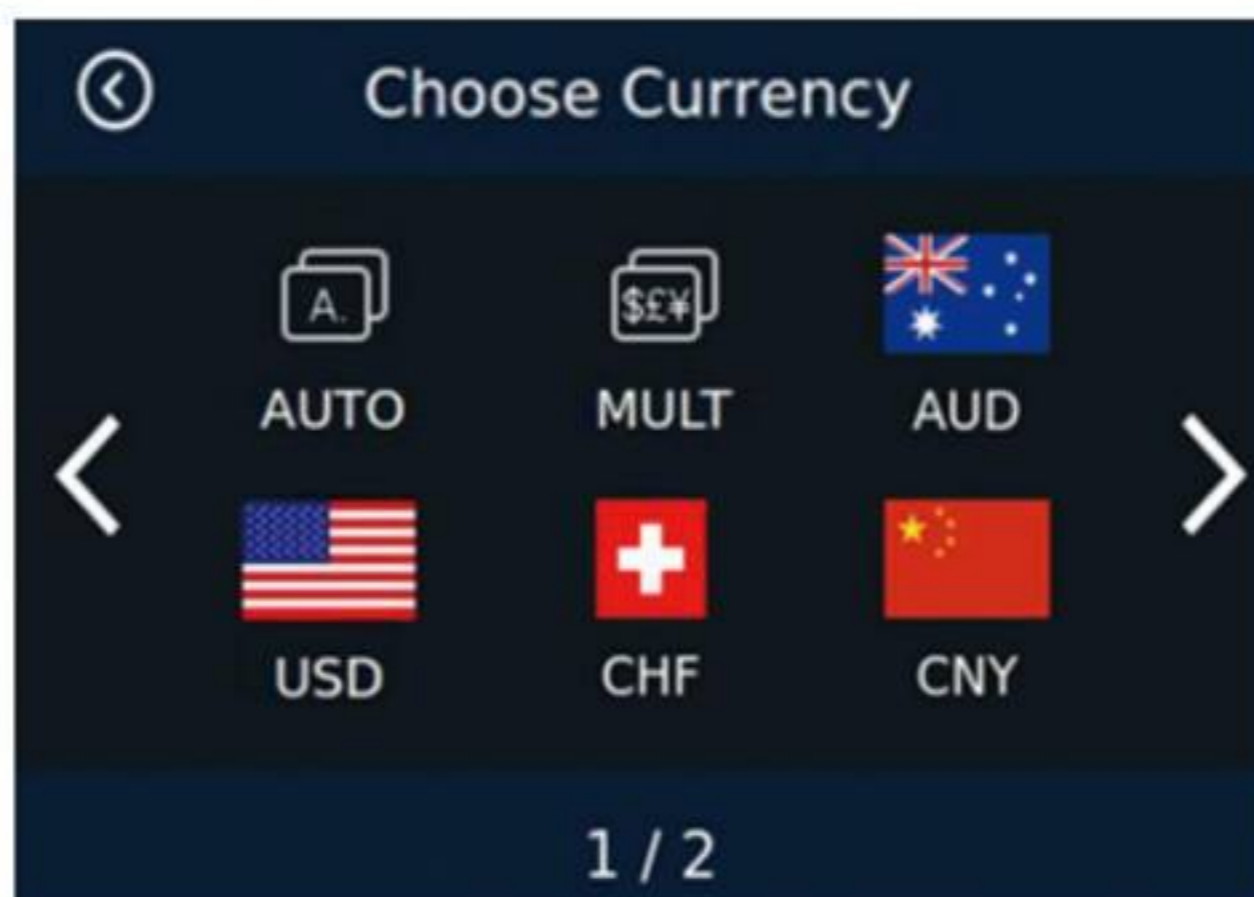 Choose Currency
A.
$£¥
AUTO MULT AUD
USD CHF CNY
1 / 2